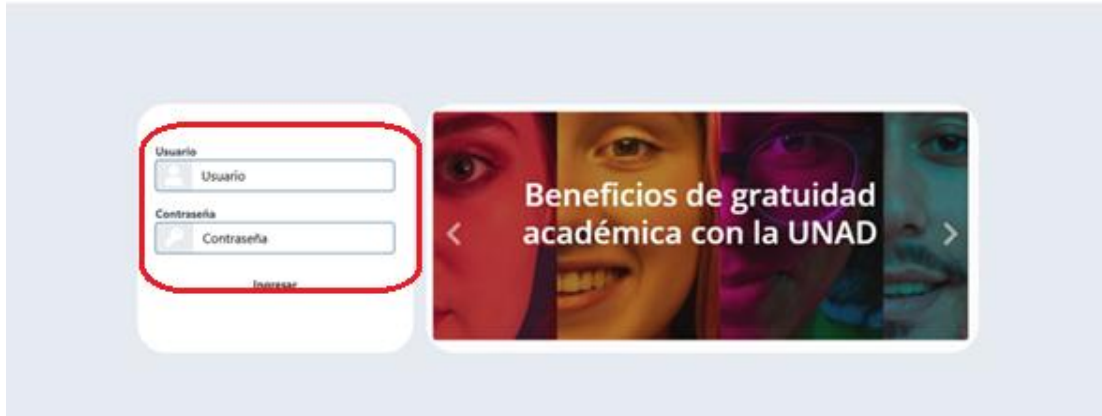 Usuario
Usuario
Contraseña
Contraseña
Ingresar
Beneficios de gratuidad
académica con la UNAD